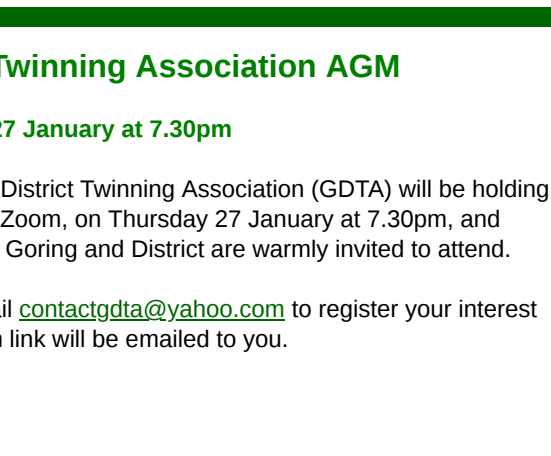 Twinning Association AGM
27 January at 7.30pm
District Twinning Association (GDTA) will be holding
Zoom, on Thursday 27 January at 7.30pm, and
Goring and District are warmly invited to attend.
contactgdta@yahoo.com to register your interest
link will be emailed to you.